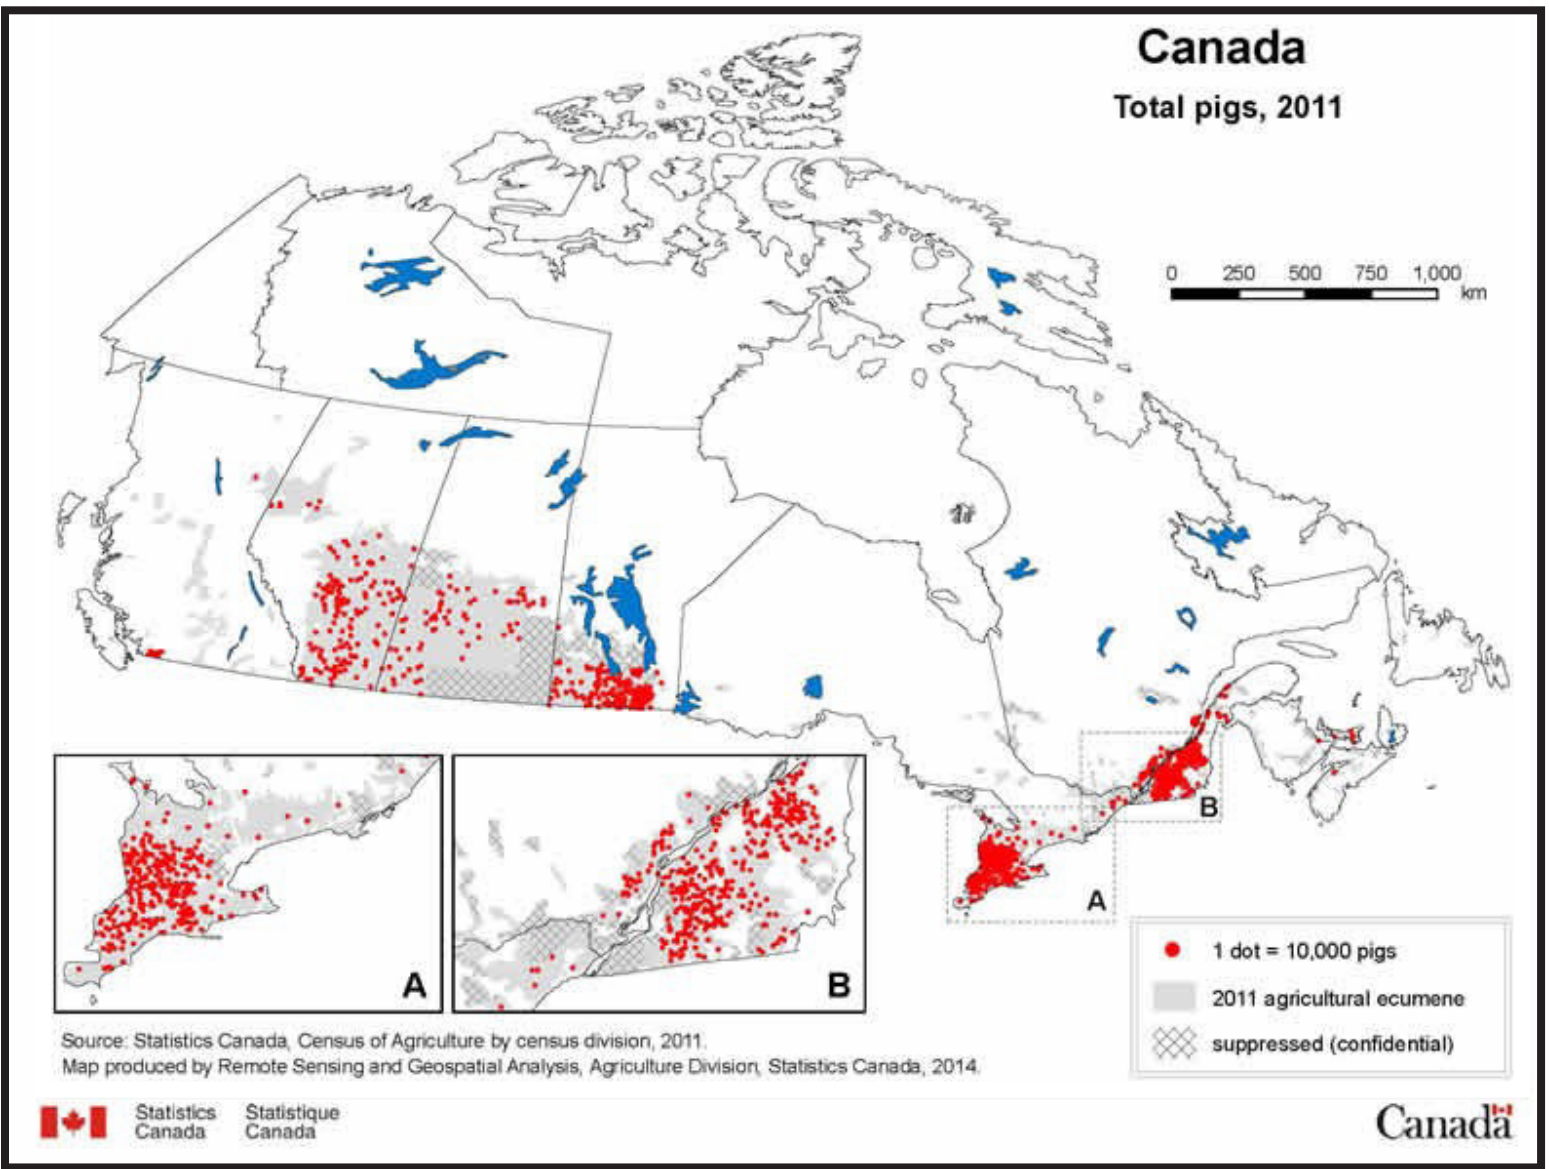 Canada
Total pigs, 2011
0 250 500 750 1,000
km
B
A
A
B
1 dot = 10,000 pigs
2011 agricultural ecumene
suppressed (confidential)
Source: Statistics Canada, Census of Agriculture by census division, 2011.
Map produced by Remote Sensing and Geospatial Analysis, Agriculture Division, Statistics Canada, 2014.
Statistics Statistique
Canada Canada
Canada